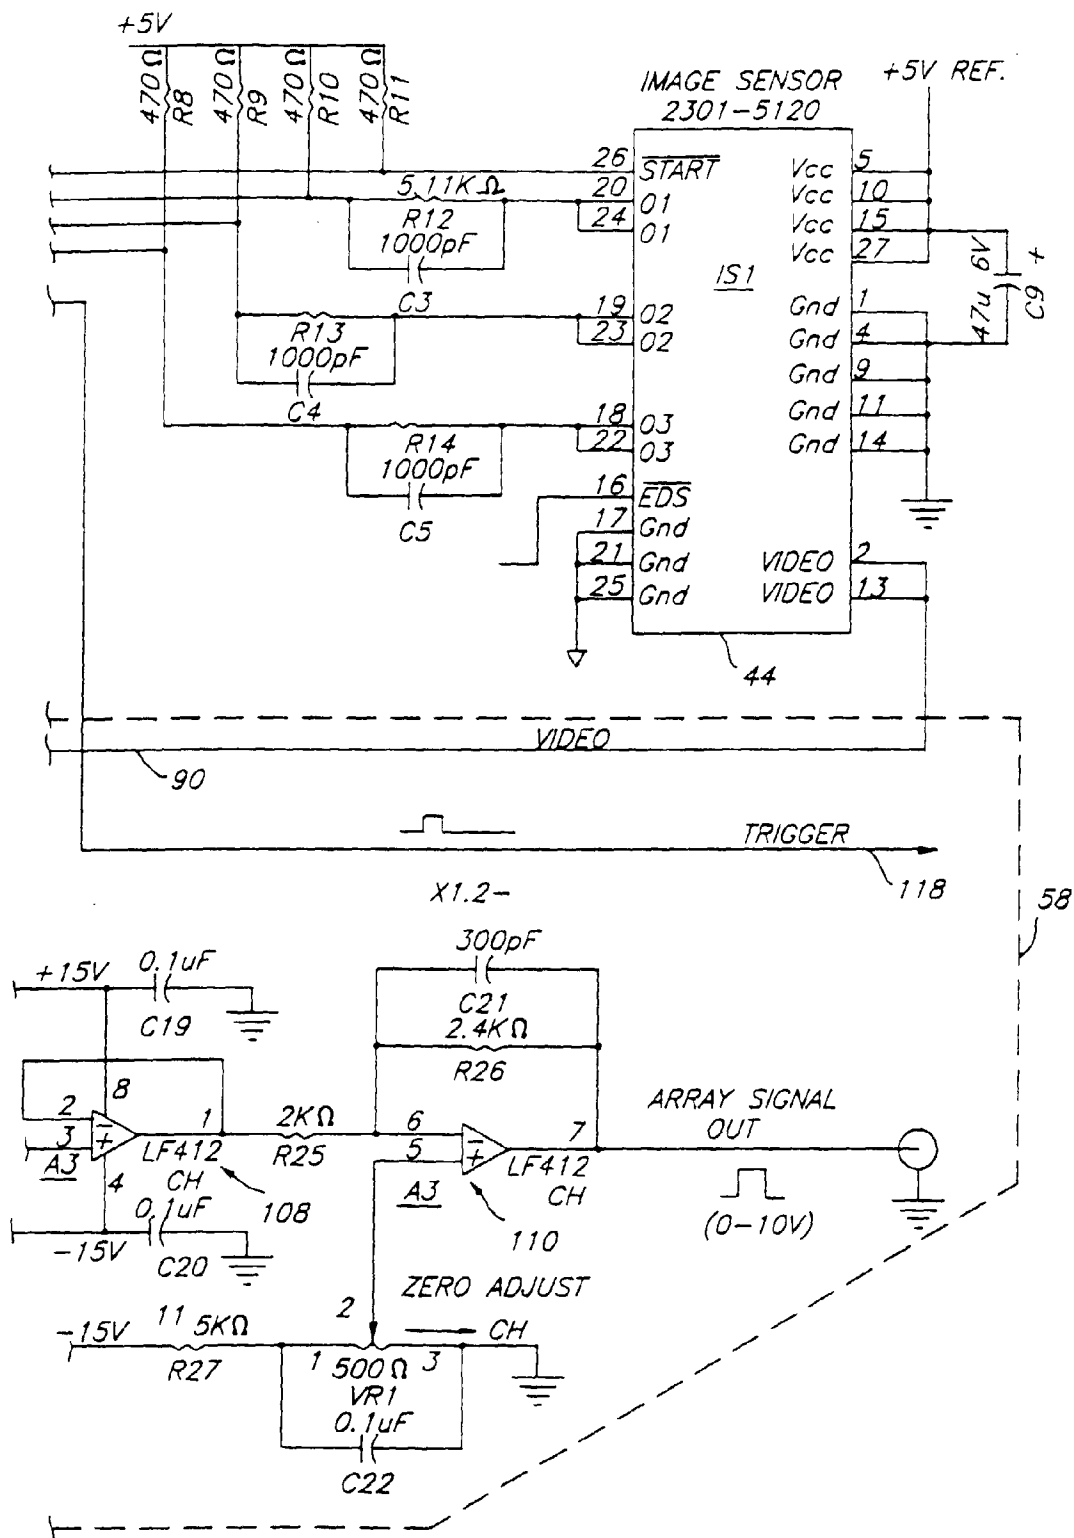 +5V
470Ω R8
470Ω R9
470Ω R10
470Ω R11
IMAGE SENSOR
2301-5120
+5V REF.
26 START
20 O1
24 O1
19 O2
23 O2
18 O3
22 O3
16 EDS
17 Gnd
21 Gnd
25 Gnd
IS1
Vcc 5
Vcc 10
Vcc 15
Vcc 27
Gnd 1
Gnd 4
Gnd 9
Gnd 11
Gnd 14
VIDEO 2
VIDEO 13
47u 6V
C9 +
5.11KΩ
R12
1000pF
C3
R13
1000pF
C4
R14
1000pF
C5
44
VIDEO
90
TRIGGER
118
X1.2-
58
+15V
0.1uF
C19
300pF
C21
2.4KΩ
R26
8
2
3
1
A3
4
LF412
CH
108
2KΩ
R25
6
5
7
A3
LF412
CH
110
ARRAY SIGNAL
OUT
(0-10V)
-15V
0.1uF
C20
ZERO ADJUST
2
CH
-15V
11 5KΩ
R27
1
500Ω
3
VR1
0.1uF
C22